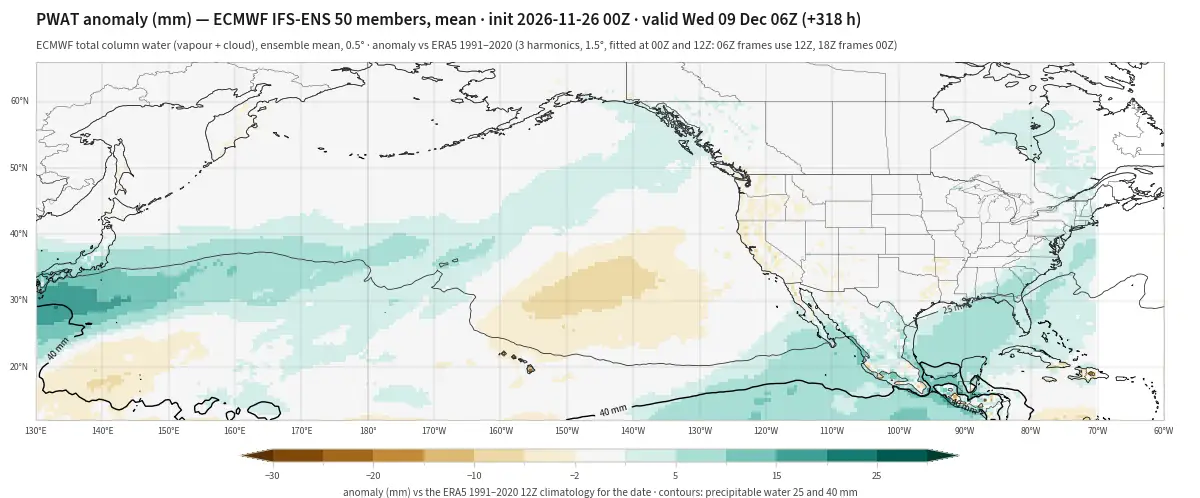 PWAT anomaly (mm) — ECMWF IFS-ENS 50 members, mean · init 2026-11-26 00Z · valid Wed 09 Dec 06Z (+318 h)
ECMWF total column water (vapour + cloud), ensemble mean, 0.5° · anomaly vs ERA5 1991–2020 (3 harmonics, 1.5°, fitted at 00Z and 12Z: 06Z frames use 12Z, 18Z frames 00Z)
60°N
50°N
40°N
30°N
25 mm
40 mm
20°N
40 mm
130°E 140°E 150°E 160°E 170°E 180° 170°W 160°W 150°W 140°W 130°W 120°W 110°W 100°W 90°W 80°W 70°W 60°W
−30 −20 −10 −2 5 15 25
anomaly (mm) vs the ERA5 1991–2020 12Z climatology for the date · contours: precipitable water 25 and 40 mm